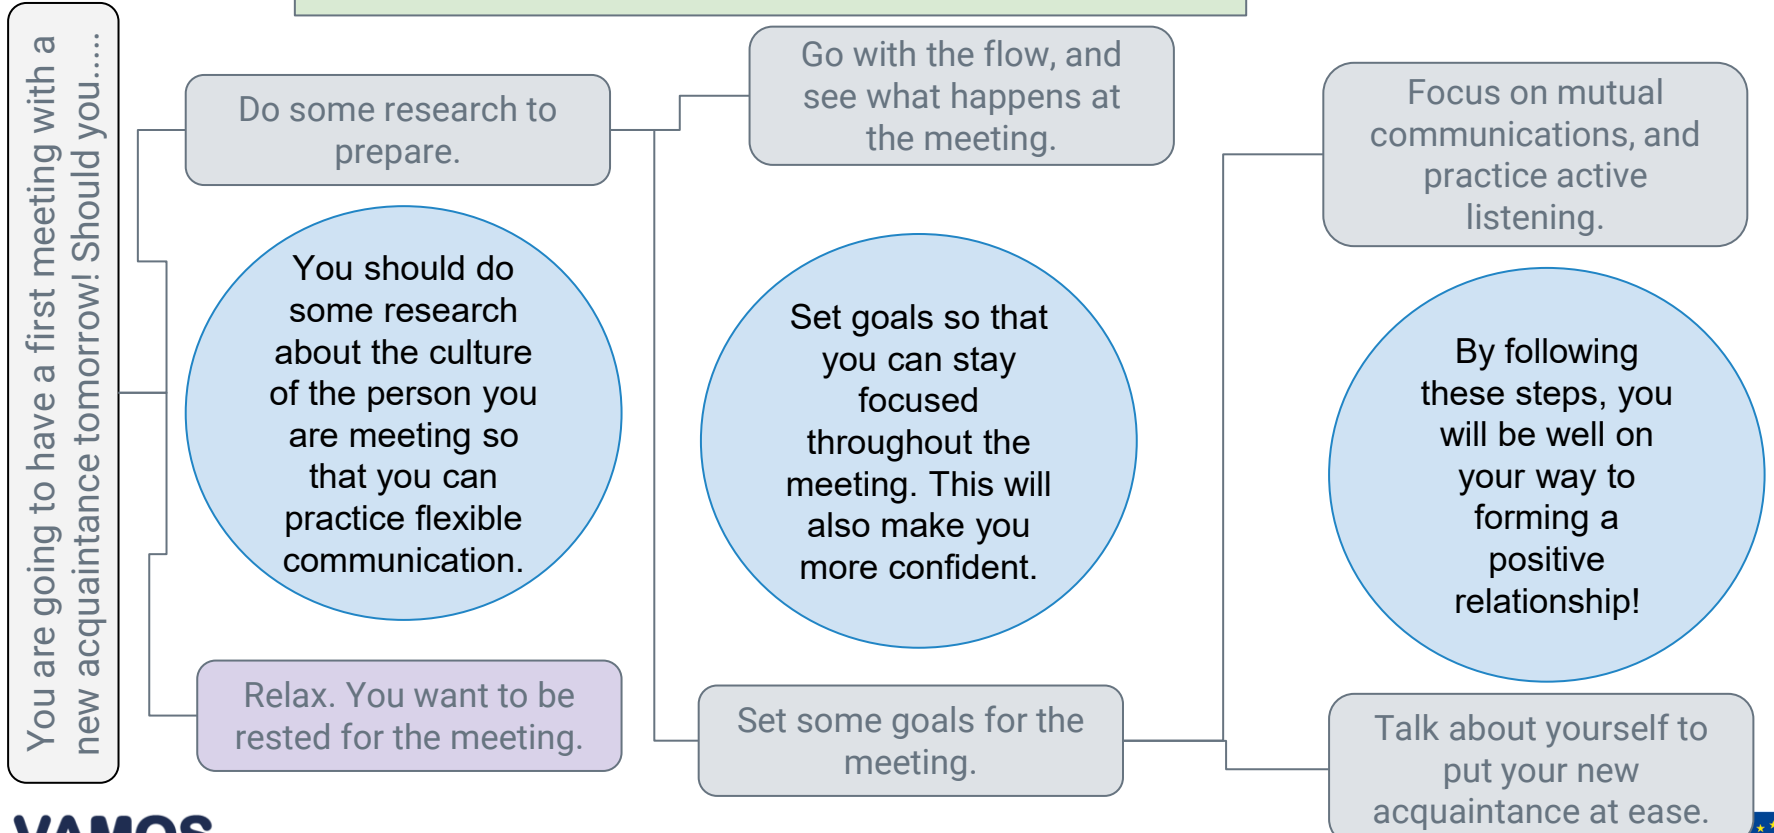 You are going to have a first meeting with a
new acquaintance tomorrow! Should you.....
Do some research to
prepare.
You should do
some research
about the culture
of the person you
are meeting so
that you can
practice flexible
communication.
Relax. You want to be
rested for the meeting.
Go with the flow, and
see what happens at
the meeting.
Set goals so that
you can stay
focused
throughout the
meeting. This will
also make you
more confident.
Set some goals for the
meeting.
Focus on mutual
communications, and
practice active
listening.
By following
these steps, you
will be well on
your way to
forming a
positive
relationship!
Talk about yourself to
put your new
acquaintance at ease.
VAMOS